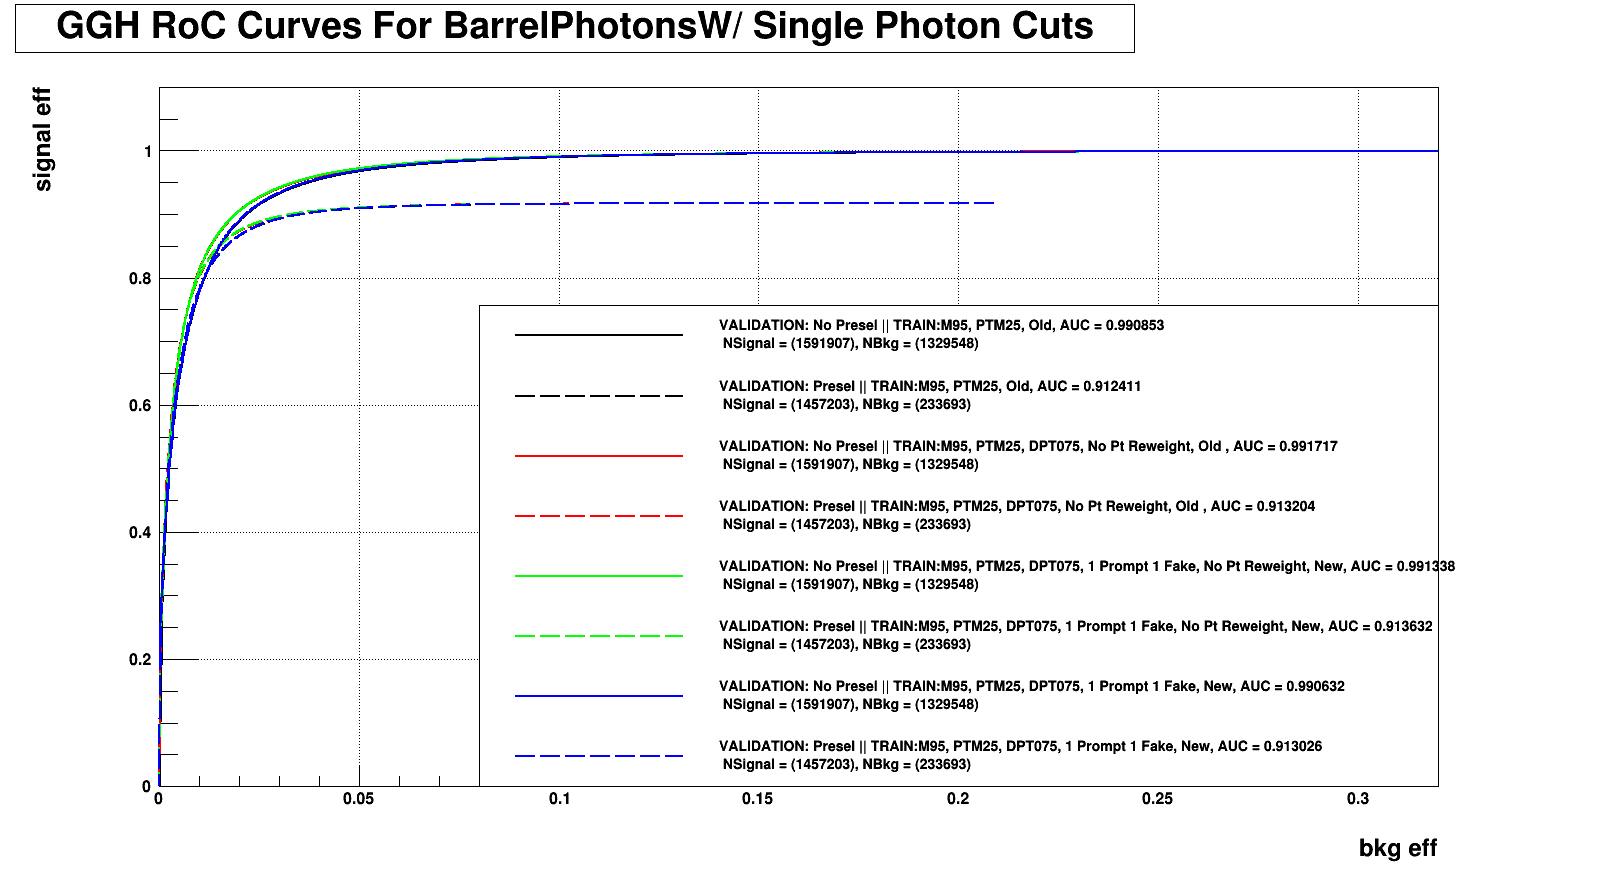 GGH RoC Curves For BarrelPhotonsW/ Single Photon Cuts
signal eff
1
0.8
0.6
0.4
0.2
0
VALIDATION: No Presel || TRAIN:M95, PTM25, Old, AUC = 0.990853
NSignal = (1591907), NBkg = (1329548)
VALIDATION: Presel || TRAIN:M95, PTM25, Old, AUC = 0.912411
NSignal = (1457203), NBkg = (233693)
VALIDATION: No Presel || TRAIN:M95, PTM25, DPT075, No Pt Reweight, Old , AUC = 0.991717
NSignal = (1591907), NBkg = (1329548)
VALIDATION: Presel || TRAIN:M95, PTM25, DPT075, No Pt Reweight, Old , AUC = 0.913204
NSignal = (1457203), NBkg = (233693)
VALIDATION: No Presel || TRAIN:M95, PTM25, DPT075, 1 Prompt 1 Fake, No Pt Reweight, New, AUC = 0.991338
NSignal = (1591907), NBkg = (1329548)
VALIDATION: Presel || TRAIN:M95, PTM25, DPT075, 1 Prompt 1 Fake, No Pt Reweight, New, AUC = 0.913632
NSignal = (1457203), NBkg = (233693)
VALIDATION: No Presel || TRAIN:M95, PTM25, DPT075, 1 Prompt 1 Fake, New, AUC = 0.990632
NSignal = (1591907), NBkg = (1329548)
VALIDATION: Presel || TRAIN:M95, PTM25, DPT075, 1 Prompt 1 Fake, New, AUC = 0.913026
NSignal = (1457203), NBkg = (233693)
0 0.05 0.1 0.15 0.2 0.25 0.3
bkg eff